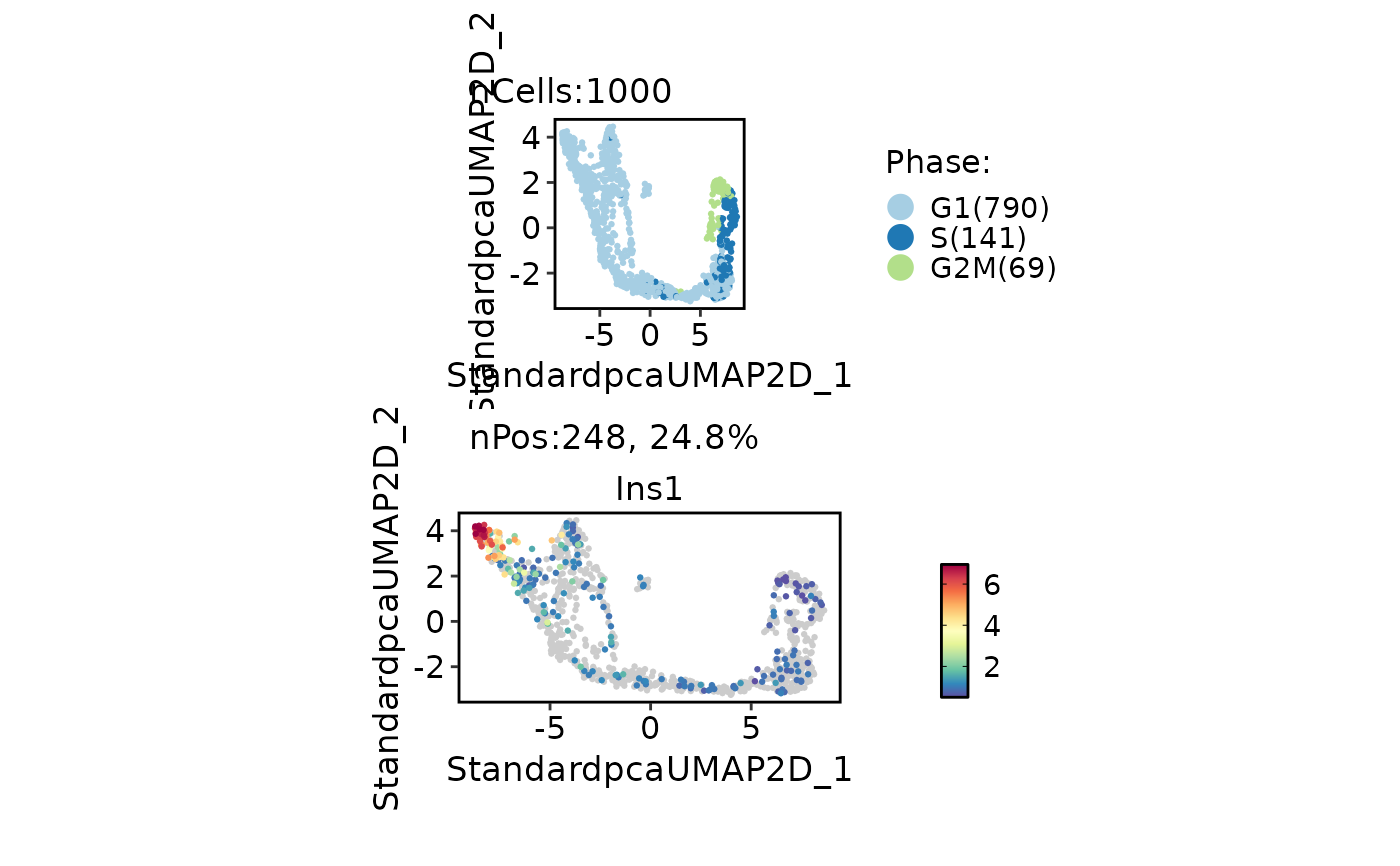 nCells:1000
StandardpcaUMAP2D_2
4
2
0
-2
-5 0 5
StandardpcaUMAP2D_1
Phase:
G1(790)
S(141)
G2M(69)
nPos:248, 24.8%
Ins1
StandardpcaUMAP2D_2
4
2
0
-2
-5 0 5
StandardpcaUMAP2D_1
6
4
2